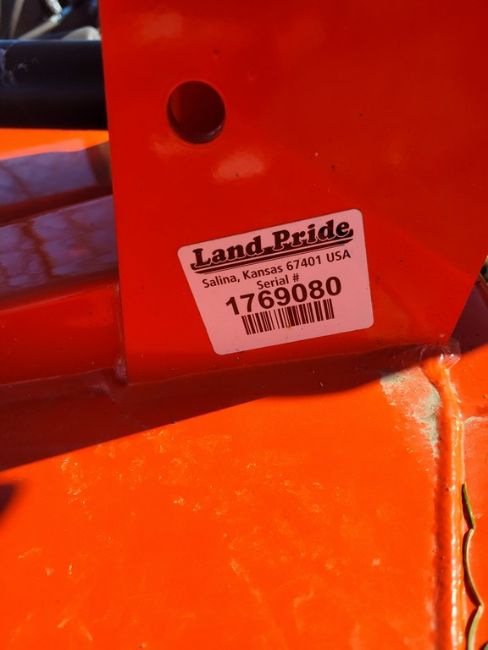 Land Pride
Salina, Kansas 67401 USA
Serial #
1769080